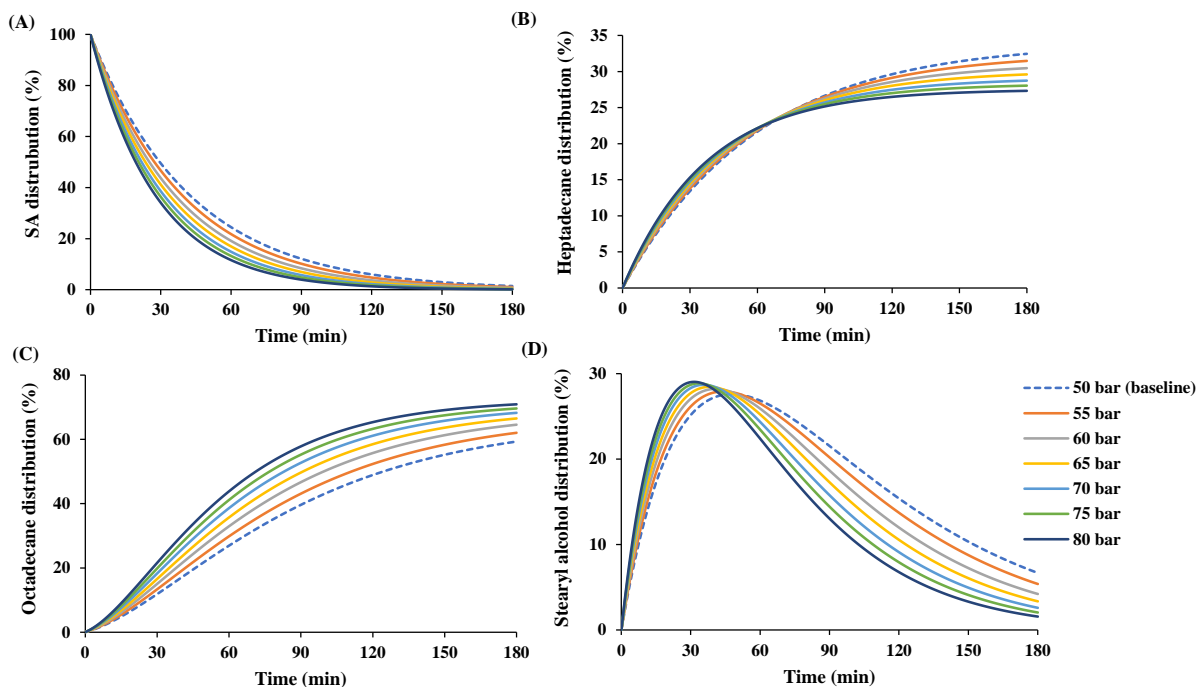 (A)
100
80
60
40
20
0
SA distrubution (%)
0 30 60 90 120 150 180
Time (min)
(B)
35
30
25
20
15
10
5
0
Heptadecane distribution (%)
0 30 60 90 120 150 180
Time (min)
(C)
80
60
40
20
0
Octadecane distribution (%)
0 30 60 90 120 150 180
Time (min)
(D)
30
20
10
0
Stearyl alcohol distribution (%)
0 30 60 90 120 150 180
Time (min)
50 bar (baseline)
55 bar
60 bar
65 bar
70 bar
75 bar
80 bar